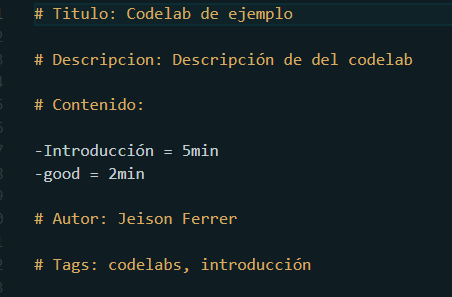 # Titulo: Codelab de ejemplo
# Descripcion: Descripción de del codelab
# Contenido:
-Introducción = 5min
-good = 2min
# Autor: Jeison Ferrer
# Tags: codelabs, introducción